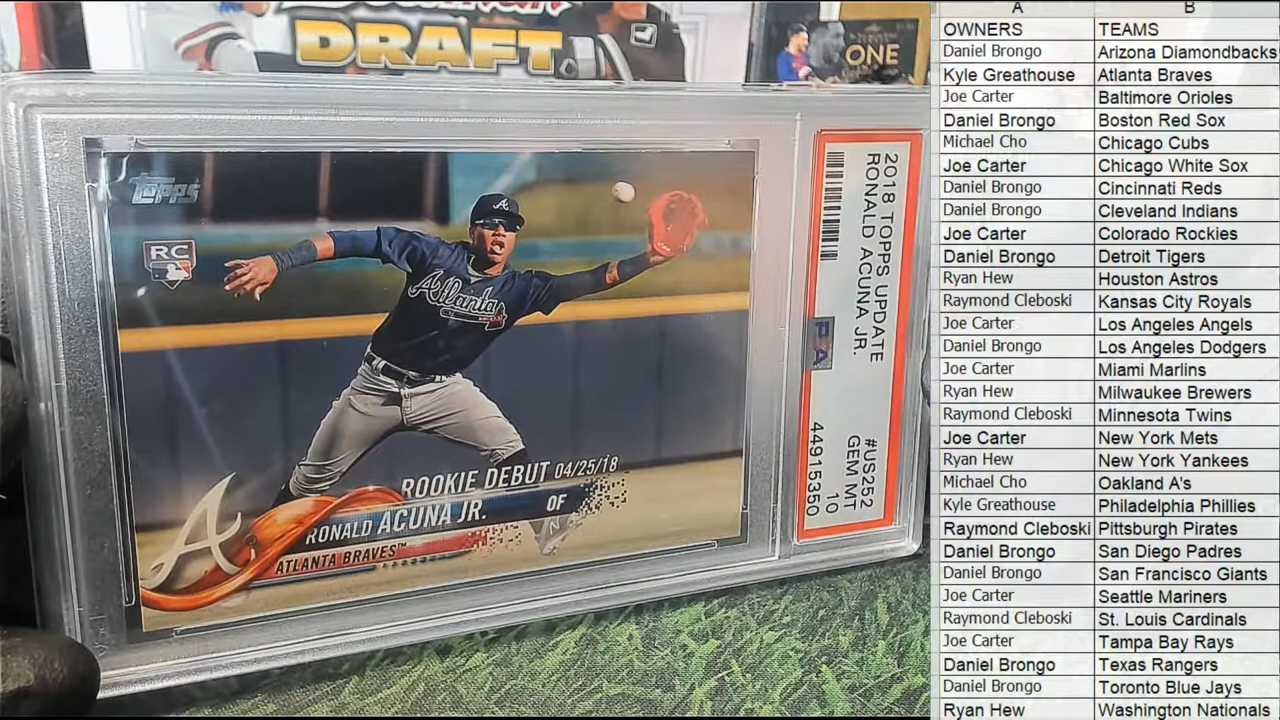 DRAFT
ONE
Topps
RC
Atlanta
ROOKIE DEBUT 04/25/18
RONALD ACUNA JR. OF
ATLANTA BRAVES™
2018 TOPPS UPDATE
RONALD ACUNA JR.
#US252
GEM MT
10
PSA
44915350
A B
OWNERS TEAMS
Daniel Brongo Arizona Diamondbacks
Kyle Greathouse Atlanta Braves
Joe Carter Baltimore Orioles
Daniel Brongo Boston Red Sox
Michael Cho Chicago Cubs
Joe Carter Chicago White Sox
Daniel Brongo Cincinnati Reds
Daniel Brongo Cleveland Indians
Joe Carter Colorado Rockies
Daniel Brongo Detroit Tigers
Ryan Hew Houston Astros
Raymond Cleboski Kansas City Royals
Joe Carter Los Angeles Angels
Daniel Brongo Los Angeles Dodgers
Joe Carter Miami Marlins
Ryan Hew Milwaukee Brewers
Raymond Cleboski Minnesota Twins
Joe Carter New York Mets
Ryan Hew New York Yankees
Michael Cho Oakland A's
Kyle Greathouse Philadelphia Phillies
Raymond Cleboski Pittsburgh Pirates
Daniel Brongo San Diego Padres
Daniel Brongo San Francisco Giants
Joe Carter Seattle Mariners
Raymond Cleboski St. Louis Cardinals
Joe Carter Tampa Bay Rays
Daniel Brongo Texas Rangers
Daniel Brongo Toronto Blue Jays
Ryan Hew Washington Nationals